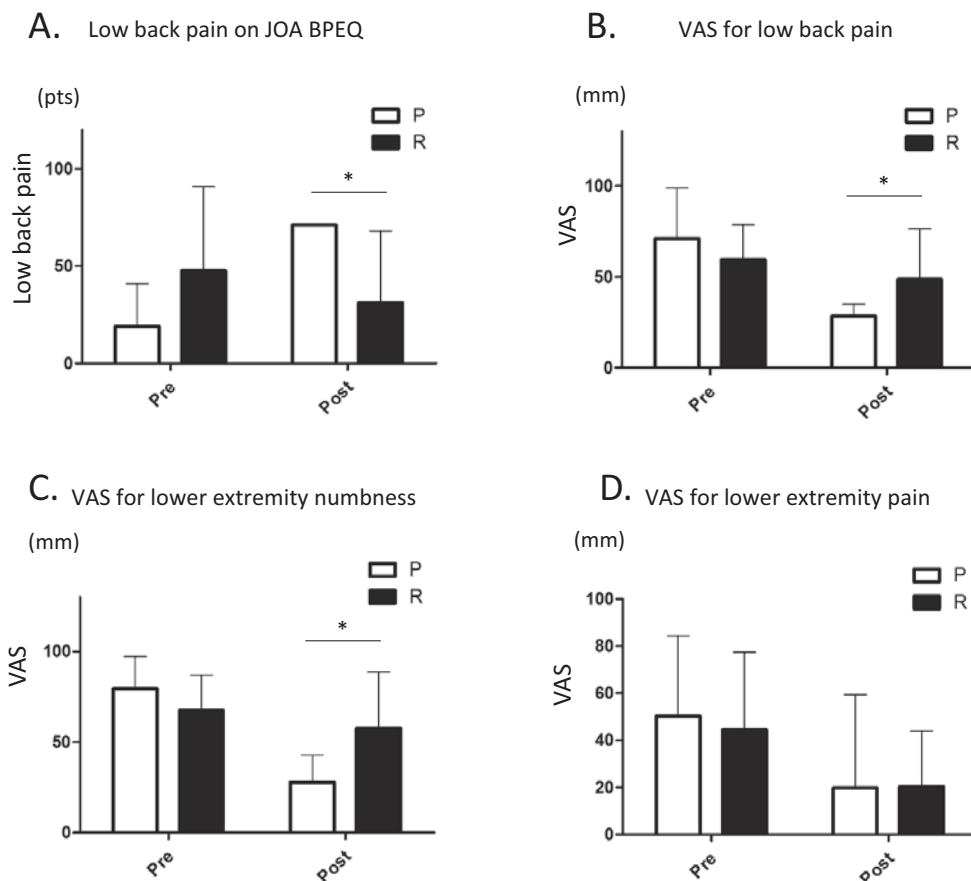 A. Low back pain on JOA BPEQ
(pts)
P
R
Low back pain
100
50
0
*
Pre
Post
B. VAS for low back pain
(mm)
P
R
VAS
100
50
0
*
Pre
Post
C. VAS for lower extremity numbness
(mm)
P
R
VAS
100
50
0
*
Pre
Post
D. VAS for lower extremity pain
(mm)
P
R
VAS
100
80
60
40
20
0
Pre
Post